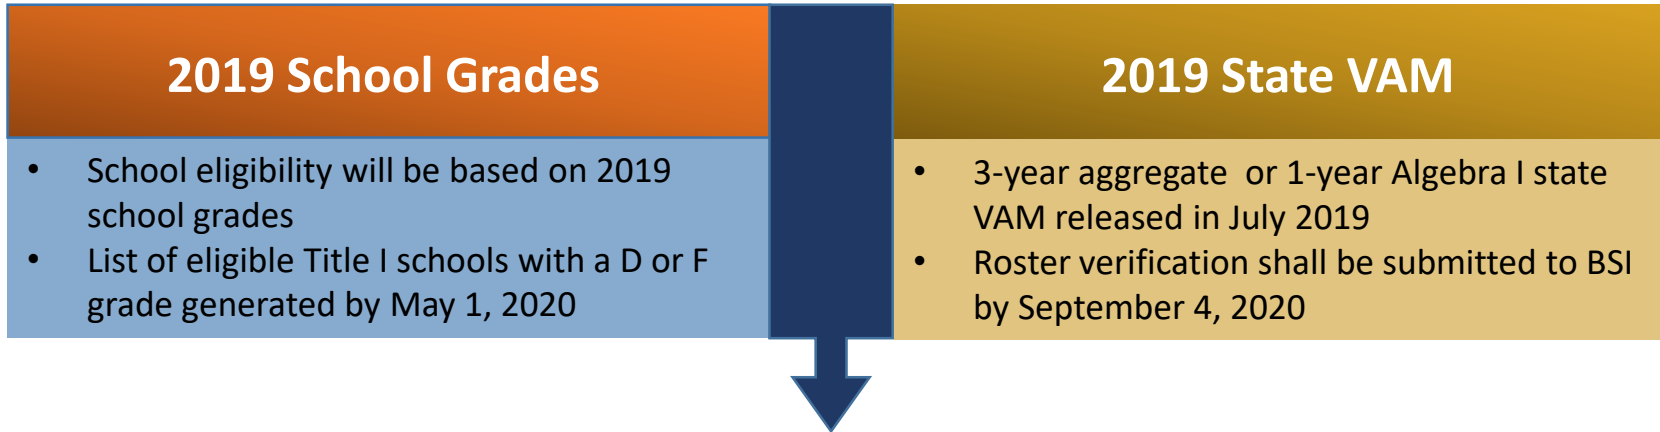 2019 School Grades
• School eligibility will be based on 2019
school grades
• List of eligible Title I schools with a D or F
grade generated by May 1, 2020
2019 State VAM
• 3-year aggregate  or 1-year Algebra I state
VAM released in July 2019
• Roster verification shall be submitted to BSI
by September 4, 2020